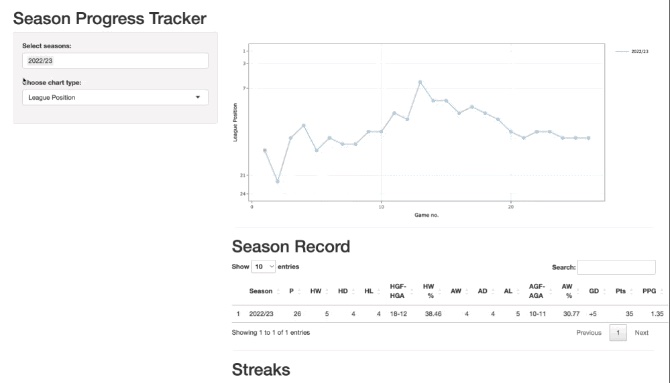 Season Progress Tracker
Select seasons:
2022/23
Choose chart type:
League Position
1
3
7
21
24
League Position
0
10
20
Game no.
2022/23
Season Record
Show 10 entries
Search:
Season P HW HD HL HGF-HGA HW % AW AD AL AGF-AGA AW % GD Pts PPG
1 2022/23 26 5 4 4 18-12 38.46 4 4 5 10-11 30.77 +5 35 1.35
Showing 1 to 1 of 1 entries
Previous 1 Next
Streaks